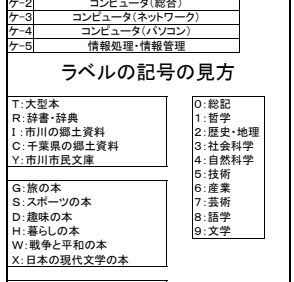 ケ-2 コンピュータ(総合)
ケ-3 コンピュータ(ネットワーク)
ケ-4 コンピュータ(パソコン)
ケ-5 情報処理・情報管理
ラベルの記号の見方
T:大型本
R:辞書・辞典
I:市川の郷土資料
C:千葉県の郷土資料
Y:市川市民文庫
G:旅の本
S:スポーツの本
D:趣味の本
H:暮らしの本
W:戦争と平和の本
X:日本の現代文学の本
0:総記
1:哲学
2:歴史・地理
3:社会科学
4:自然科学
5:技術
6:産業
7:芸術
8:語学
9:文学